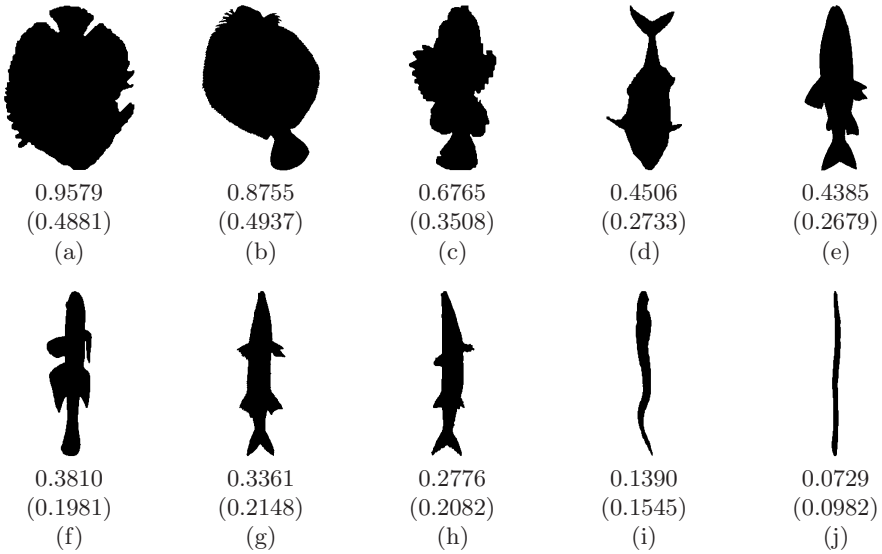 0.9579 0.8755 0.6765 0.4506 0.4385
(0.4881) (0.4937) (0.3508) (0.2733) (0.2679)
(a) (b) (c) (d) (e)
0.3810 0.3361 0.2776 0.1390 0.0729
(0.1981) (0.2148) (0.2082) (0.1545) (0.0982)
(f) (g) (h) (i) (j)